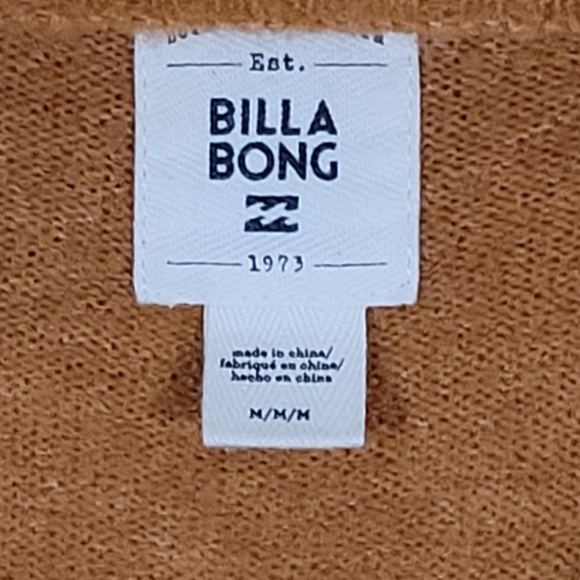 Est.
BILLA
BONG
1973
made in china/
fabriqué en chine/
hecho en china
M/M/M